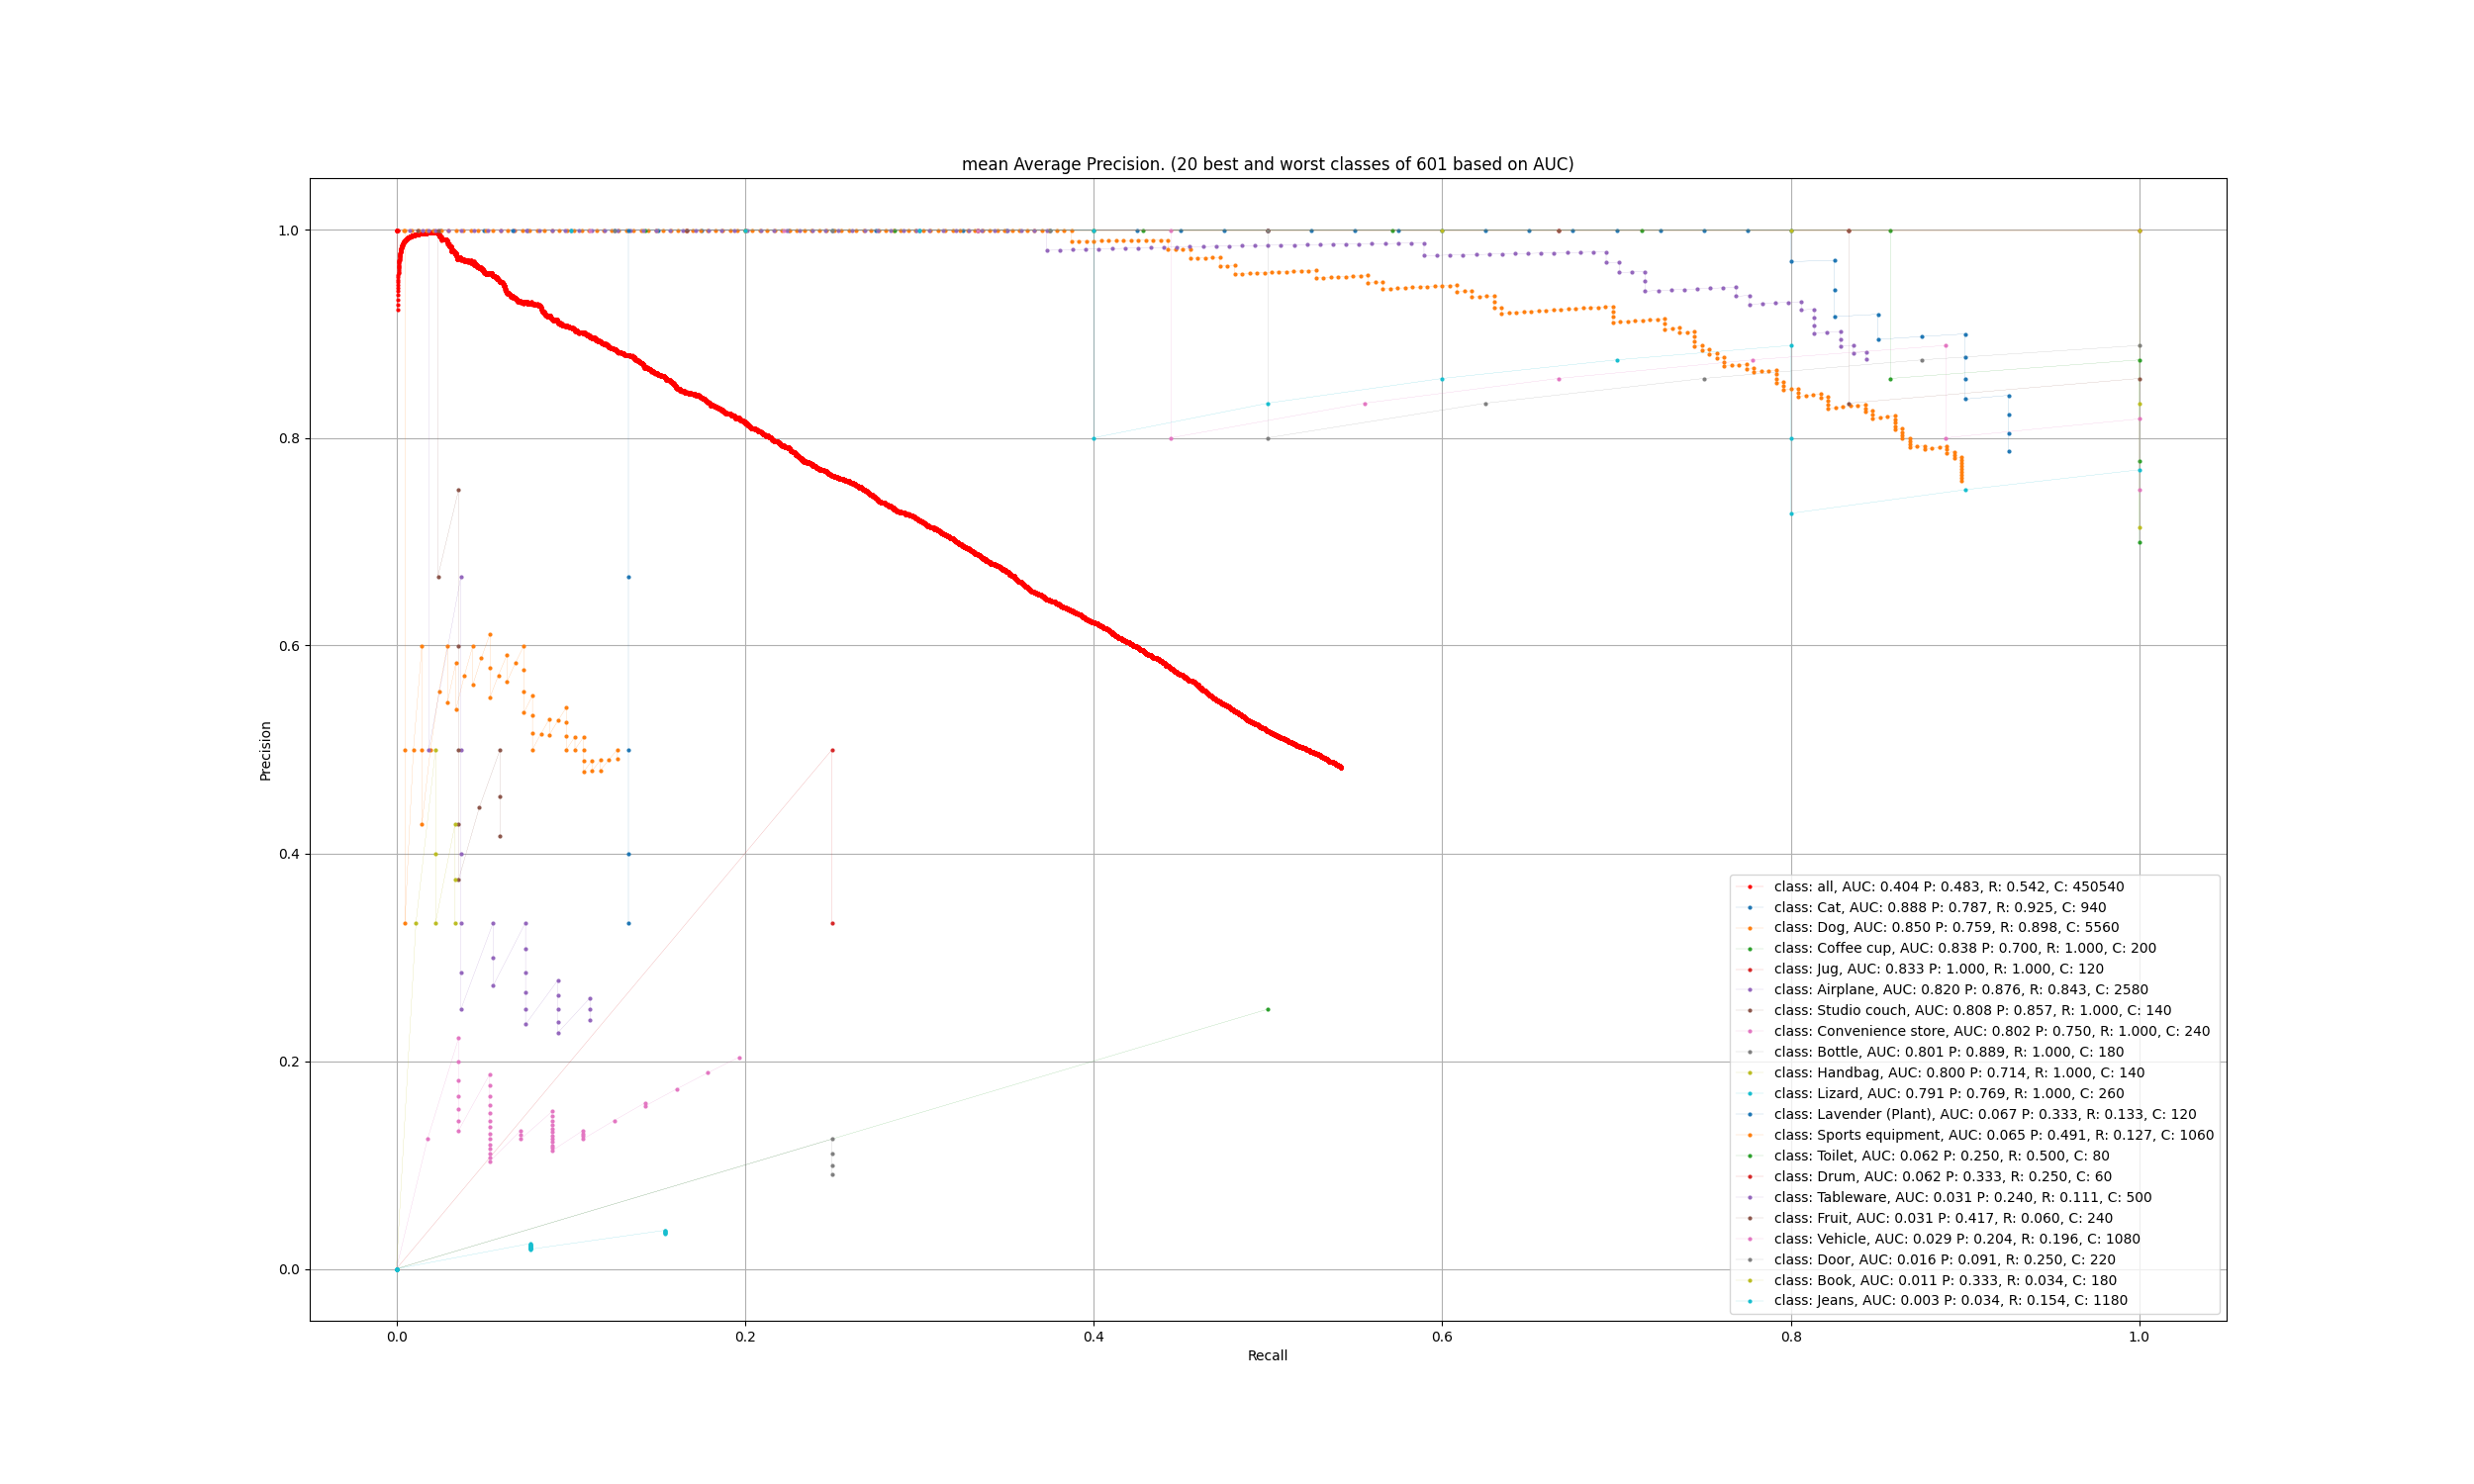 mean Average Precision. (20 best and worst classes of 601 based on AUC)
1.0
0.8
0.6
0.4
0.2
0.0
Precision
0.0 0.2 0.4 0.6 0.8 1.0
Recall
class: all, AUC: 0.404 P: 0.483, R: 0.542, C: 450540
class: Cat, AUC: 0.888 P: 0.787, R: 0.925, C: 940
class: Dog, AUC: 0.850 P: 0.759, R: 0.898, C: 5560
class: Coffee cup, AUC: 0.838 P: 0.700, R: 1.000, C: 200
class: Jug, AUC: 0.833 P: 1.000, R: 1.000, C: 120
class: Airplane, AUC: 0.820 P: 0.876, R: 0.843, C: 2580
class: Studio couch, AUC: 0.808 P: 0.857, R: 1.000, C: 140
class: Convenience store, AUC: 0.802 P: 0.750, R: 1.000, C: 240
class: Bottle, AUC: 0.801 P: 0.889, R: 1.000, C: 180
class: Handbag, AUC: 0.800 P: 0.714, R: 1.000, C: 140
class: Lizard, AUC: 0.791 P: 0.769, R: 1.000, C: 260
class: Lavender (Plant), AUC: 0.067 P: 0.333, R: 0.133, C: 120
class: Sports equipment, AUC: 0.065 P: 0.491, R: 0.127, C: 1060
class: Toilet, AUC: 0.062 P: 0.250, R: 0.500, C: 80
class: Drum, AUC: 0.062 P: 0.333, R: 0.250, C: 60
class: Tableware, AUC: 0.031 P: 0.240, R: 0.111, C: 500
class: Fruit, AUC: 0.031 P: 0.417, R: 0.060, C: 240
class: Vehicle, AUC: 0.029 P: 0.204, R: 0.196, C: 1080
class: Door, AUC: 0.016 P: 0.091, R: 0.250, C: 220
class: Book, AUC: 0.011 P: 0.333, R: 0.034, C: 180
class: Jeans, AUC: 0.003 P: 0.034, R: 0.154, C: 1180